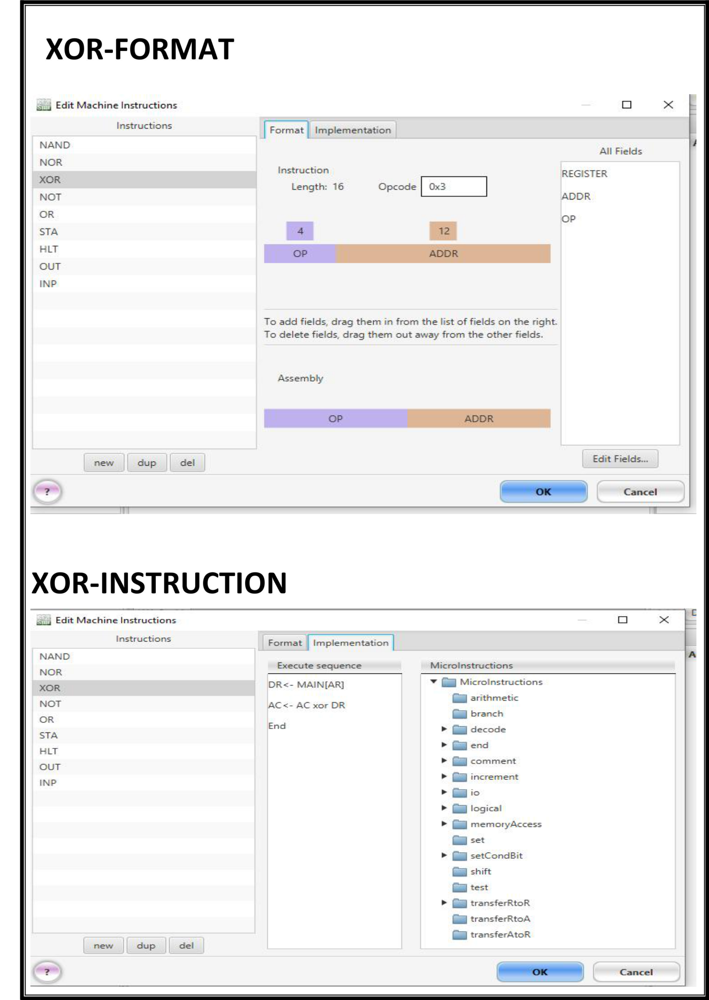 XOR-FORMAT
Edit Machine Instructions
Instructions
NAND
NOR
XOR
NOT
OR
STA
HLT
OUT
INP
new dup del
Format Implementation
Instruction
Length: 16 Opcode 0x3
4 12
OP ADDR
To add fields, drag them in from the list of fields on the right.
To delete fields, drag them out away from the other fields.
Assembly
OP ADDR
All Fields
REGISTER
ADDR
OP
Edit Fields...
? OK Cancel
XOR-INSTRUCTION
Edit Machine Instructions
Instructions
NAND
NOR
XOR
NOT
OR
STA
HLT
OUT
INP
new dup del
Format Implementation
Execute sequence
DR<- MAIN[AR]
AC<- AC xor DR
End
MicroInstructions
MicroInstructions
arithmetic
branch
decode
end
comment
increment
io
logical
memoryAccess
set
setCondBit
shift
test
transferRtoR
transferRtoA
transferAtoR
? OK Cancel